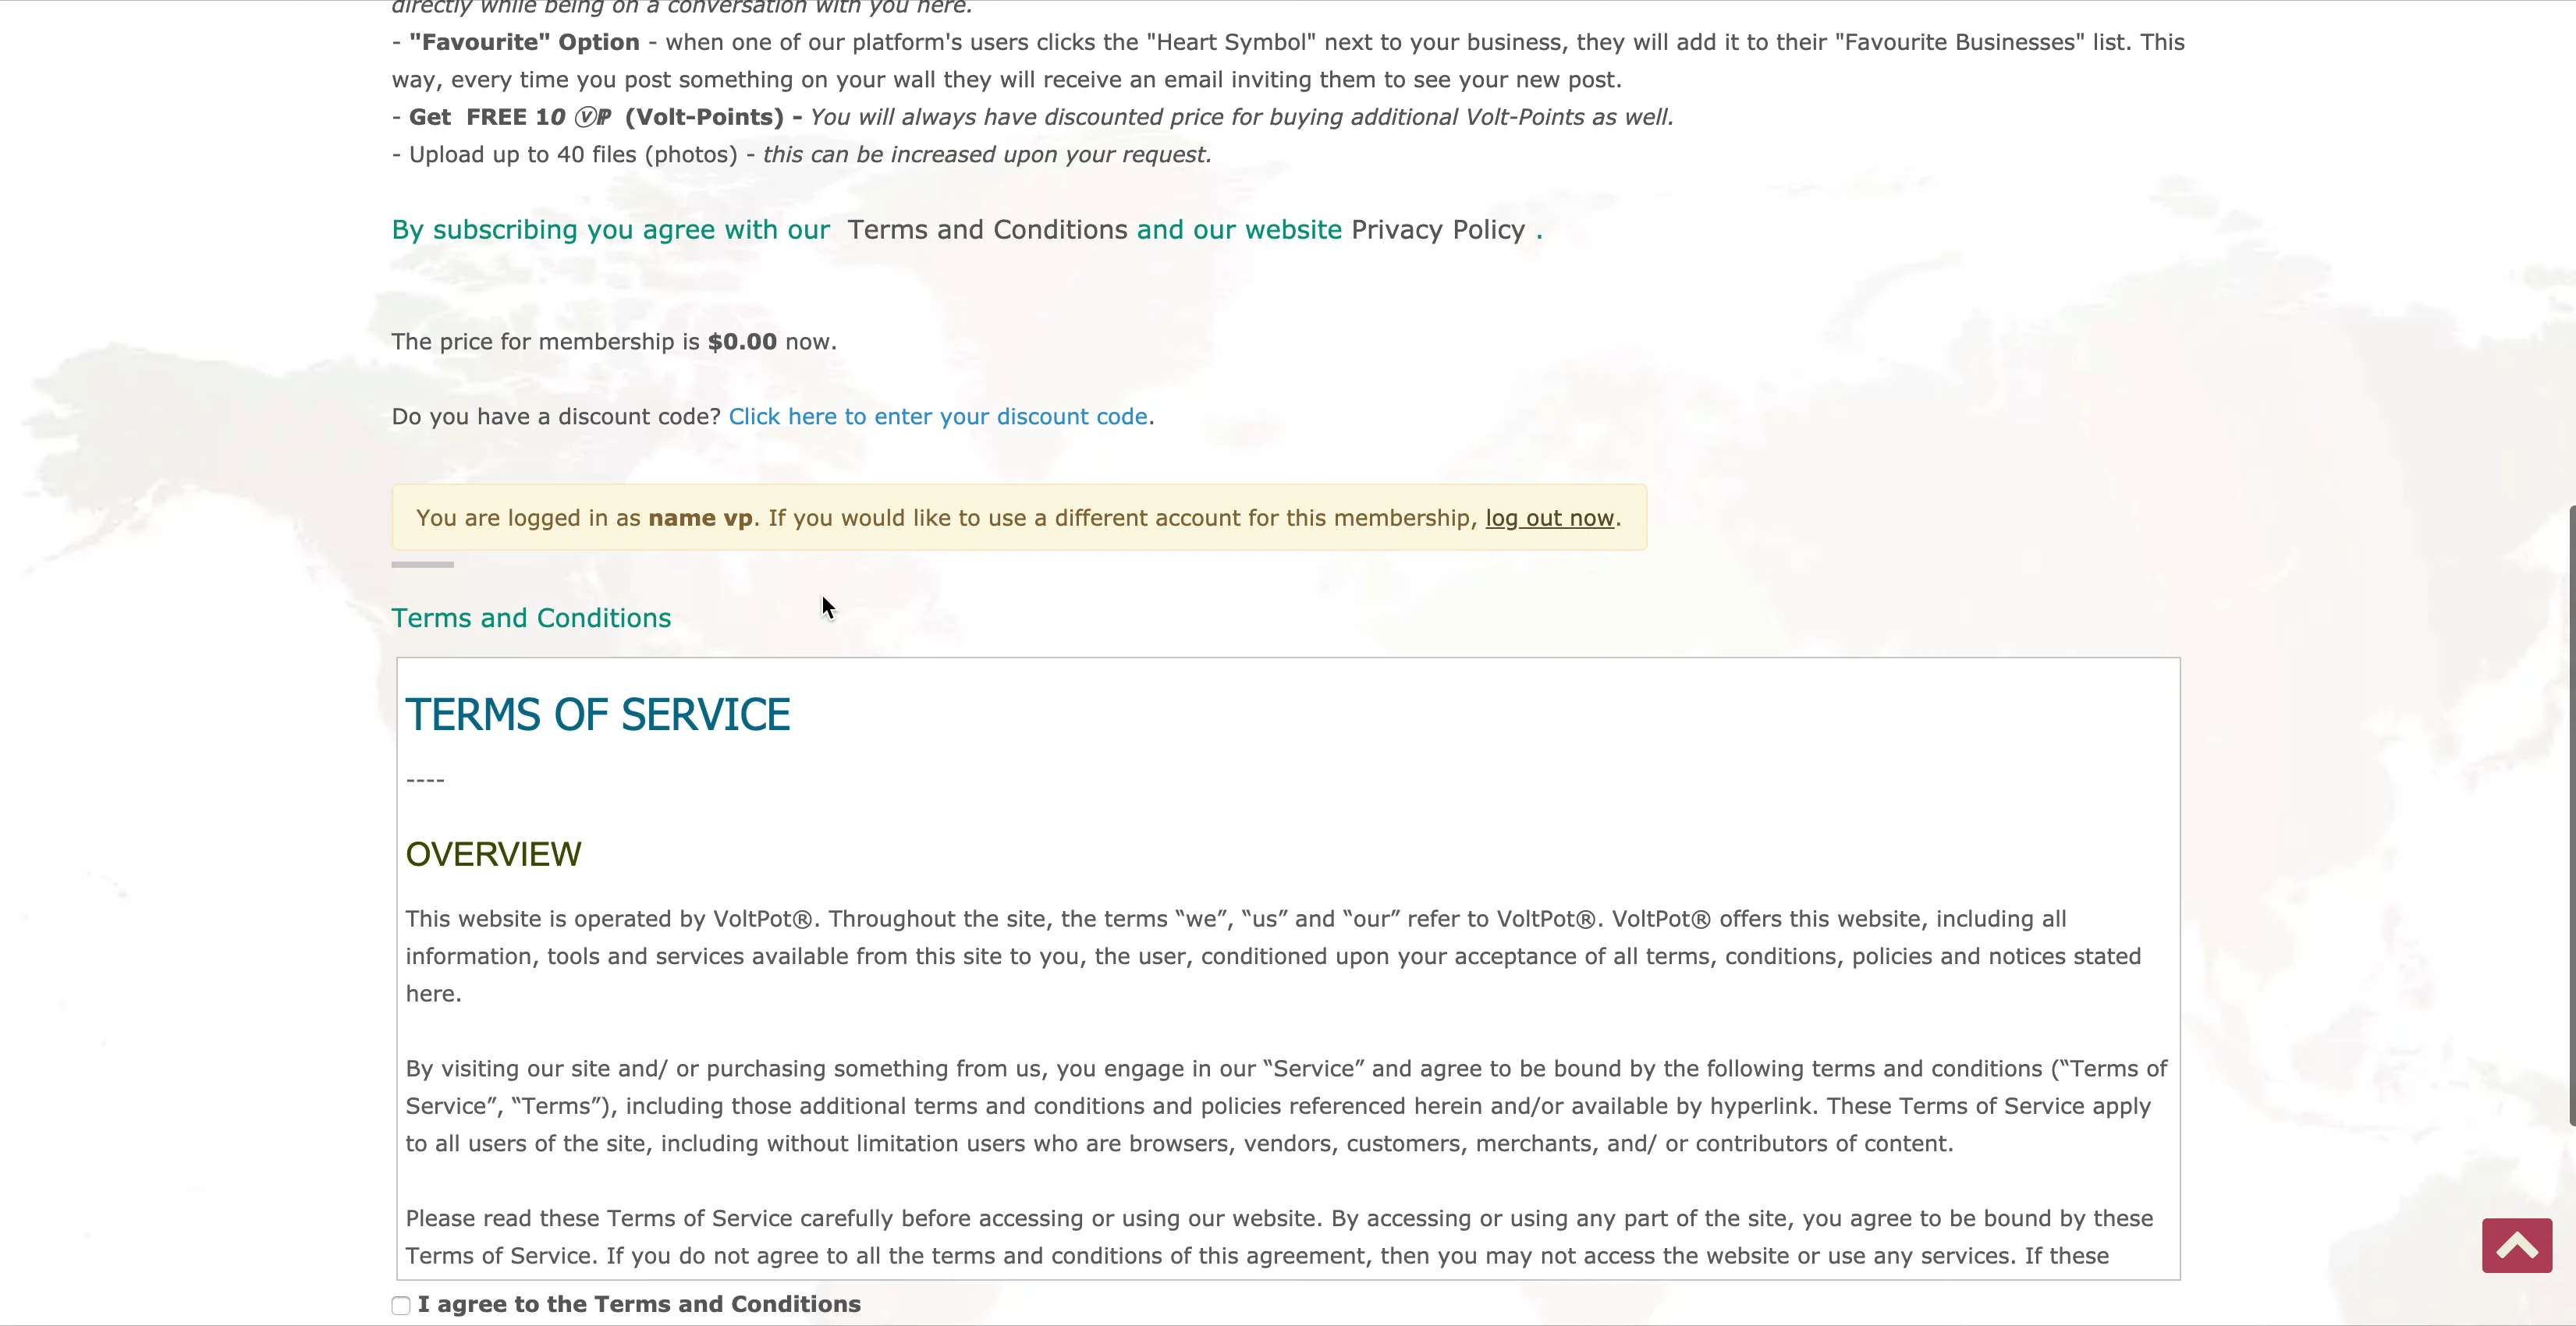 directly while being on a conversation with you here.
- "Favourite" Option - when one of our platform's users clicks the "Heart Symbol" next to your business, they will add it to their "Favourite Businesses" list. This
way, every time you post something on your wall they will receive an email inviting them to see your new post.
- Get  FREE 10 ⓥP  (Volt-Points) - You will always have discounted price for buying additional Volt-Points as well.
- Upload up to 40 files (photos) - this can be increased upon your request.
By subscribing you agree with our  Terms and Conditions and our website Privacy Policy .
The price for membership is $0.00 now.
Do you have a discount code? Click here to enter your discount code.
You are logged in as name vp. If you would like to use a different account for this membership, log out now.
Terms and Conditions
TERMS OF SERVICE
----
OVERVIEW
This website is operated by VoltPot®. Throughout the site, the terms “we”, “us” and “our” refer to VoltPot®. VoltPot® offers this website, including all
information, tools and services available from this site to you, the user, conditioned upon your acceptance of all terms, conditions, policies and notices stated
here.
By visiting our site and/ or purchasing something from us, you engage in our “Service” and agree to be bound by the following terms and conditions (“Terms of
Service”, “Terms”), including those additional terms and conditions and policies referenced herein and/or available by hyperlink. These Terms of Service apply
to all users of the site, including without limitation users who are browsers, vendors, customers, merchants, and/ or contributors of content.
Please read these Terms of Service carefully before accessing or using our website. By accessing or using any part of the site, you agree to be bound by these
Terms of Service. If you do not agree to all the terms and conditions of this agreement, then you may not access the website or use any services. If these
I agree to the Terms and Conditions